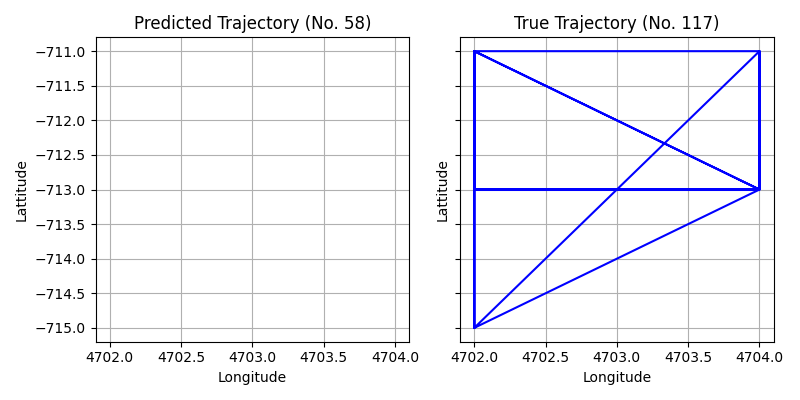 Predicted Trajectory (No. 58)
True Trajectory (No. 117)
−711.0
−711.5
−712.0
−712.5
−713.0
−713.5
−714.0
−714.5
−715.0
Lattitude
Lattitude
4702.0 4702.5 4703.0 4703.5 4704.0
4702.0 4702.5 4703.0 4703.5 4704.0
Longitude
Longitude